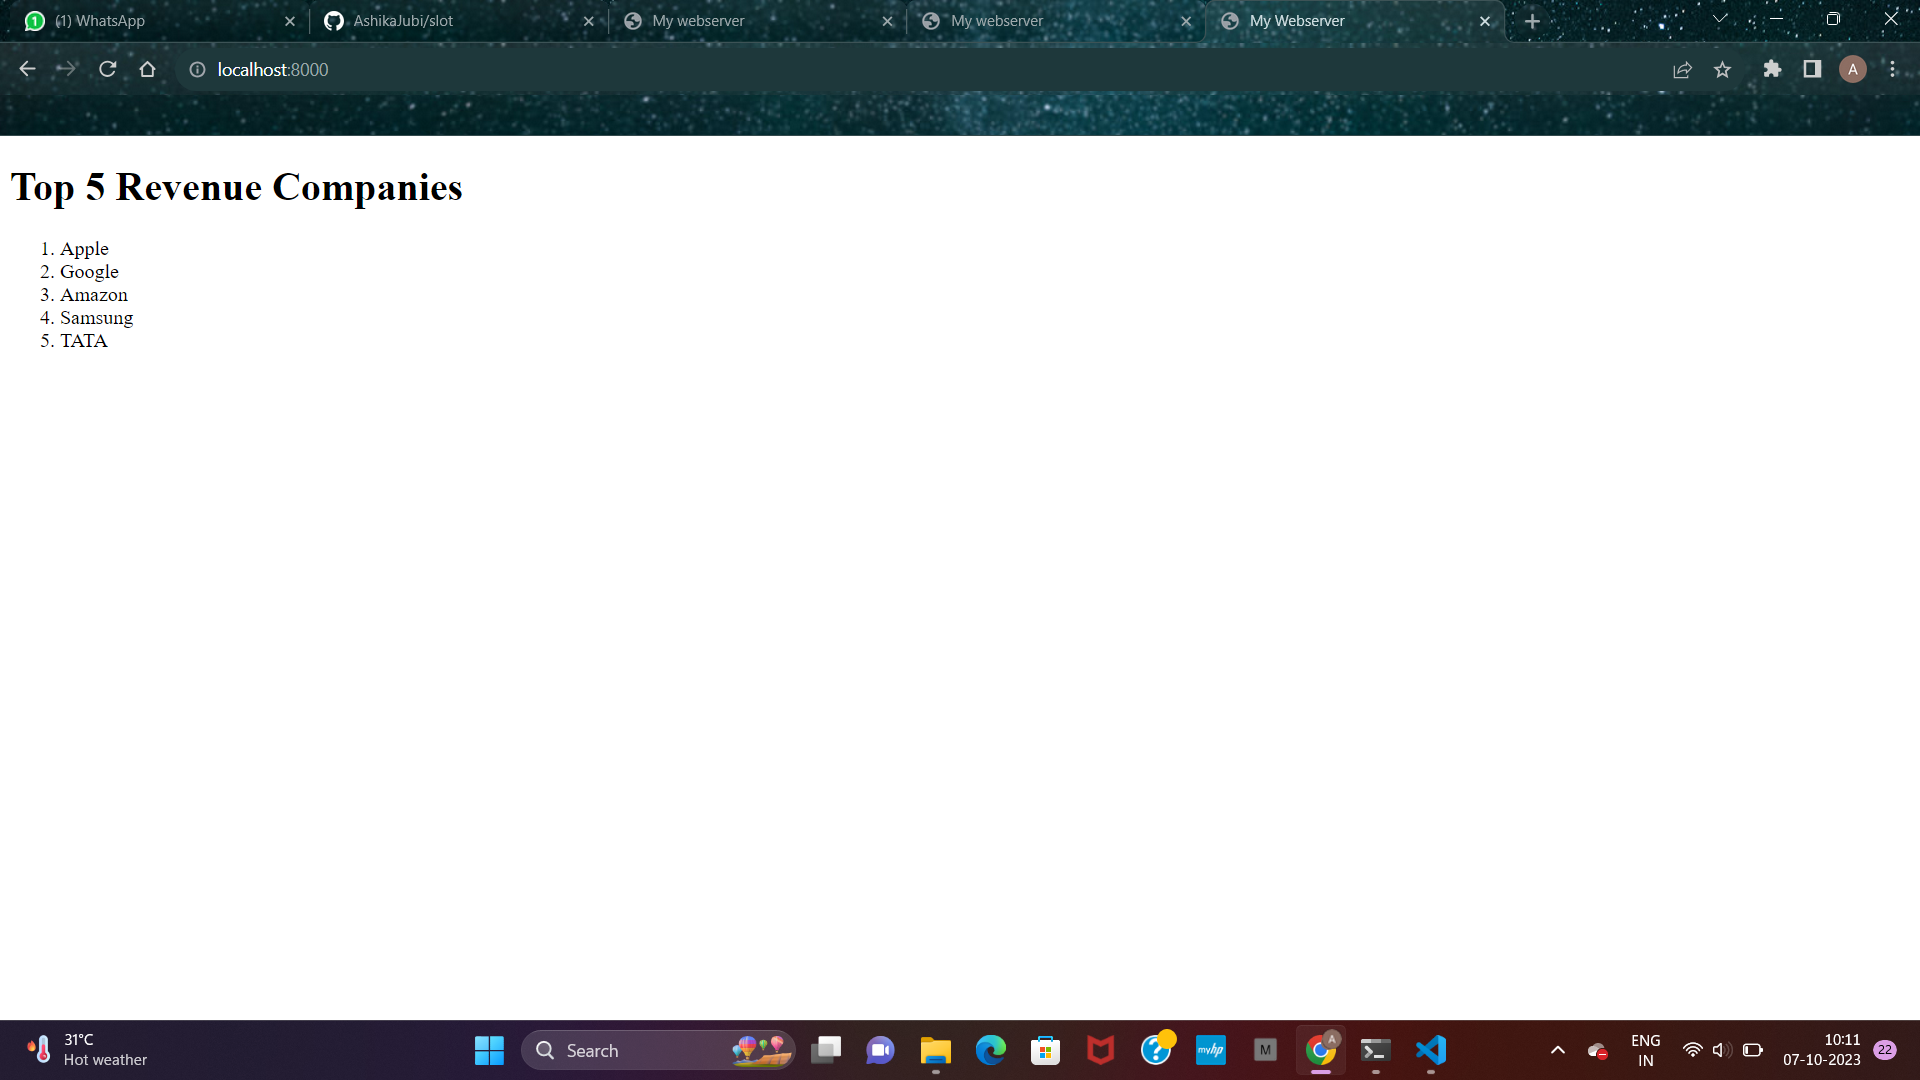 (1) WhatsApp
AshikaJubi/slot
My webserver
My webserver
My Webserver
localhost:8000
A
Top 5 Revenue Companies
1. Apple
2. Google
3. Amazon
4. Samsung
5. TATA
31°C
Hot weather
Search
myhp
M
A
ENG
IN
10:11
07-10-2023
22